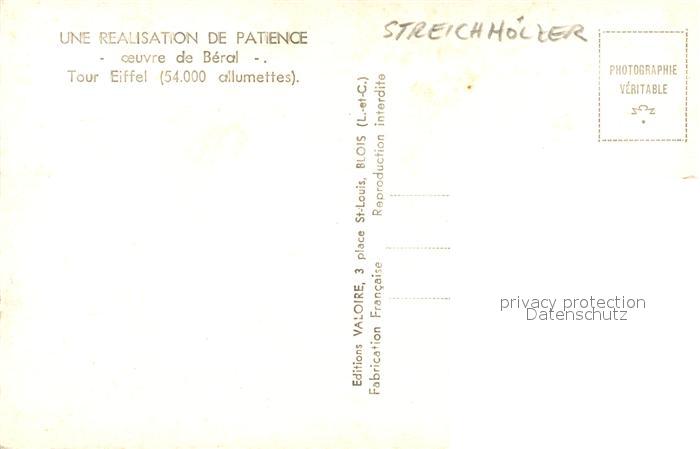 UNE REALISATION DE PATIENCE
- œuvre de Béral -.
Tour Eiffel (54.000 allumettes).
STREICHHÖLZER
PHOTOGRAPHIE
VÉRITABLE
Editions VALOIRE, 3 place St-Louis, BLOIS (L.-et-C.)
Fabrication Française Reproduction interdite
privacy protection
Datenschutz